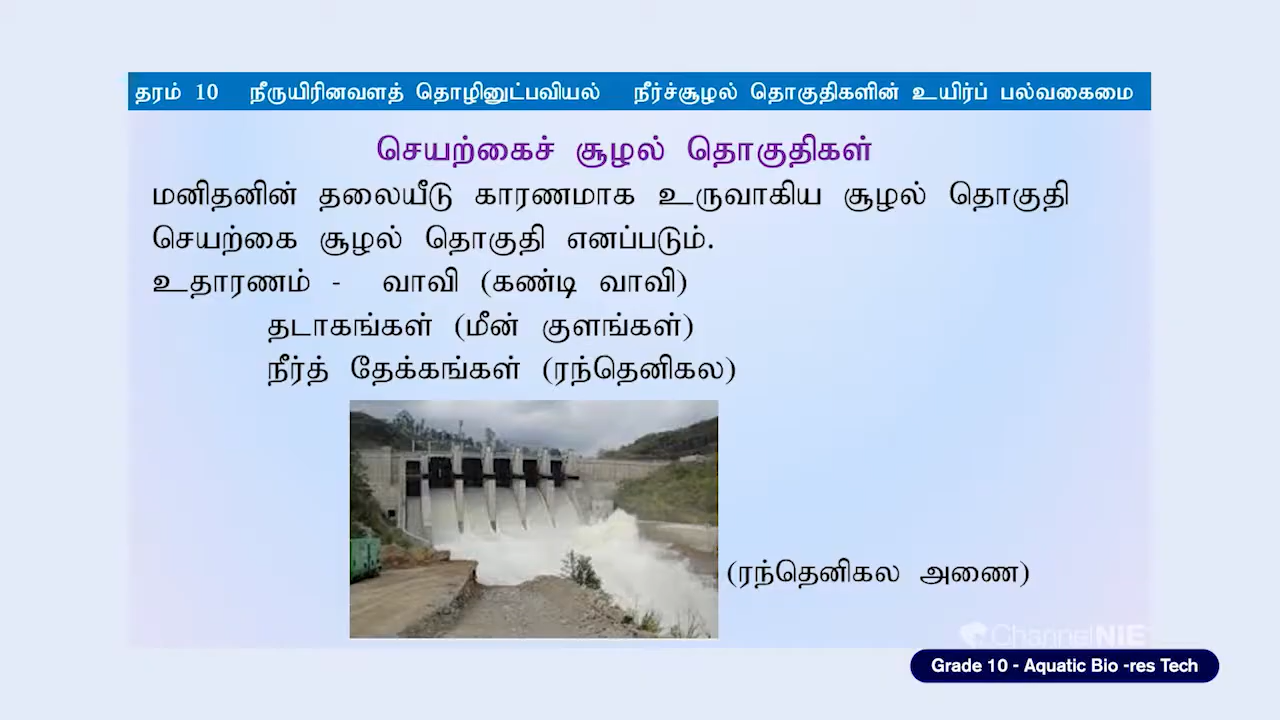 தரம் 10 நீருயிரினவளத் தொழினுட்பவியல் நீர்ச்சூழல் தொகுதிகளின் உயிர்ப் பல்வகைமை
செயற்கைச் சூழல் தொகுதிகள்
மனிதனின் தலையீடு காரணமாக உருவாகிய சூழல் தொகுதி
செயற்கை சூழல் தொகுதி எனப்படும்.
உதாரணம் - வாவி (கண்டி வாவி)
தடாகங்கள் (மீன் குளங்கள்)
நீர்த் தேக்கங்கள் (ரந்தெனிகல)
(ரந்தெனிகல அணை)
Channel NIE
Grade 10 - Aquatic Bio -res Tech